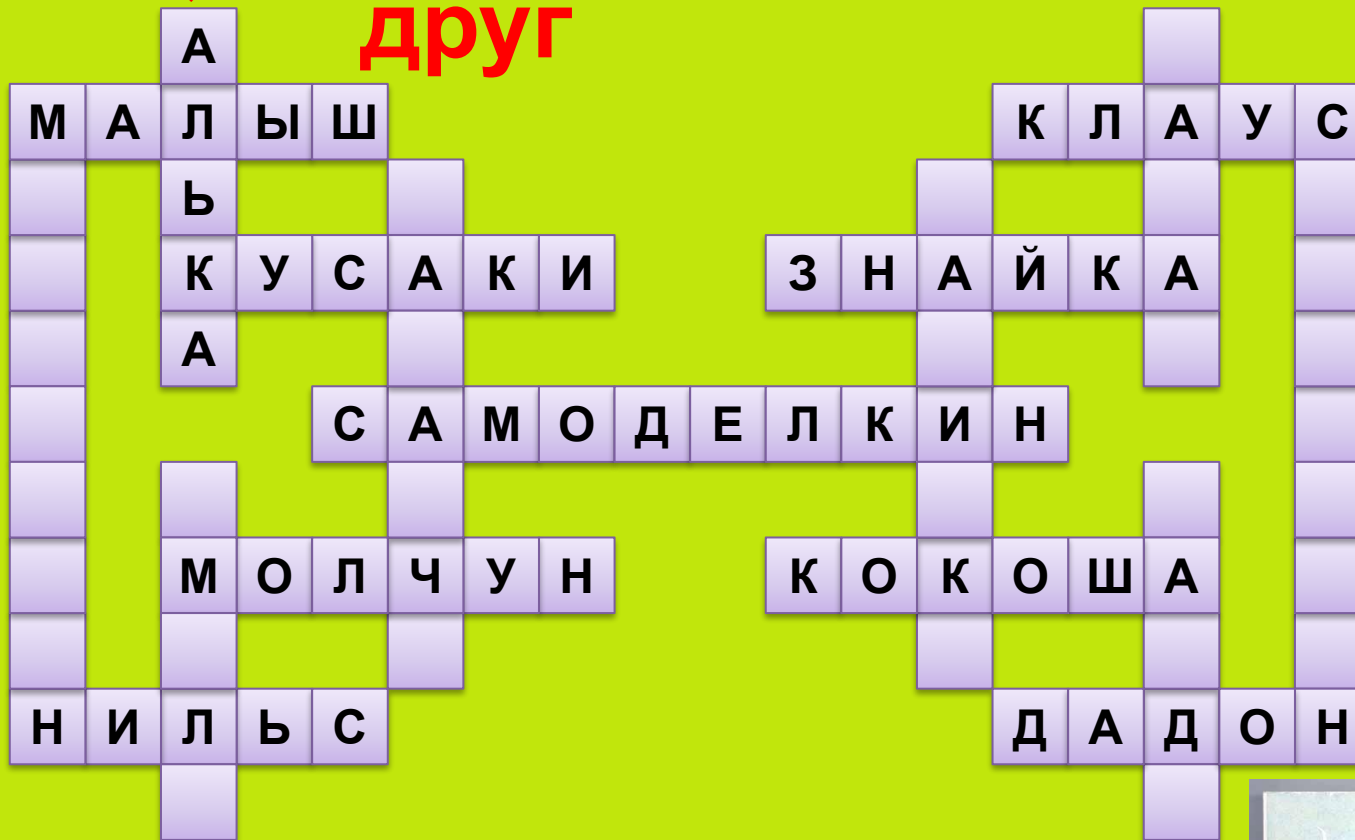 друг
А
МАЛЫШ КЛАУС
Ь
КУСАКИ ЗНАЙКА
А
САМОДЕЛКИН
МОЛЧУН КОКОША
НИЛЬС ДАДОН